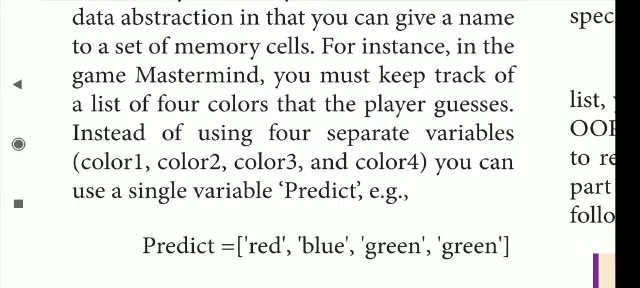 data abstraction in that you can give a name
to a set of memory cells. For instance, in the
game Mastermind, you must keep track of
a list of four colors that the player guesses.
Instead of using four separate variables
(color1, color2, color3, and color4) you can
use a single variable ‘Predict’, e.g.,
Predict =['red', 'blue', 'green', 'green']
spec
list,
OOP
to re
part
follo